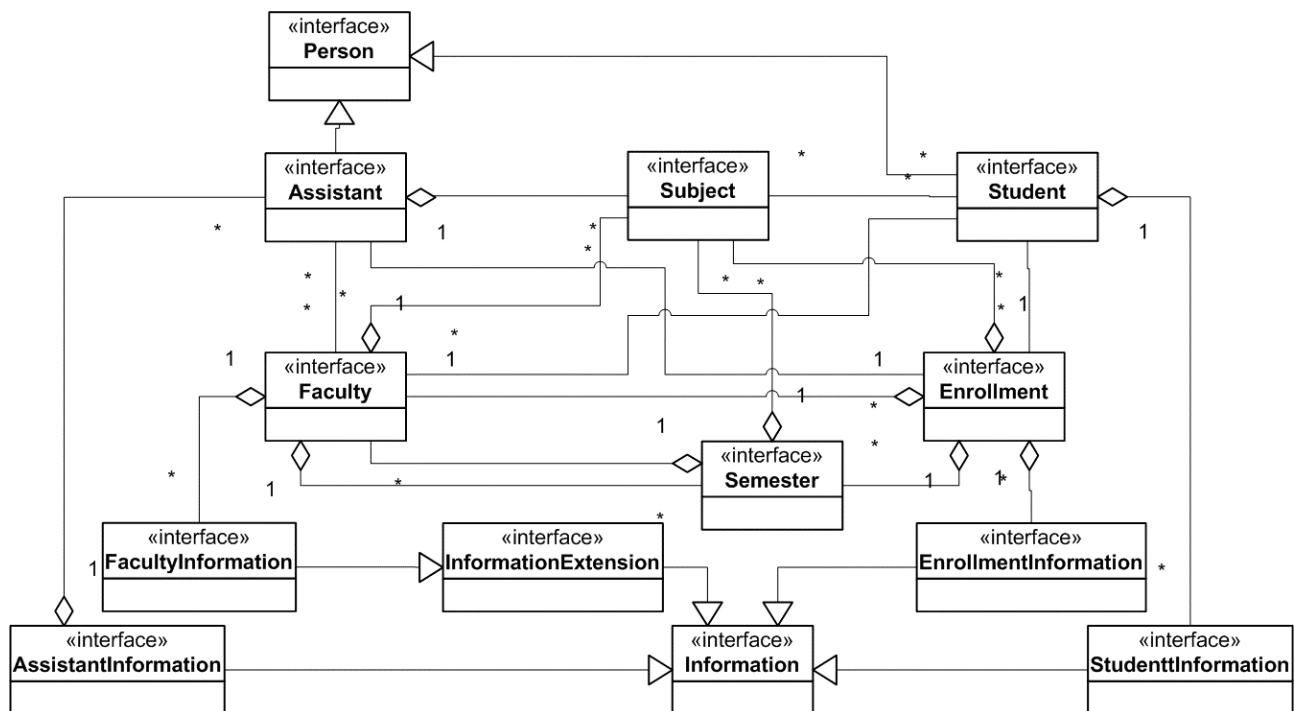 «interface»
Person
«interface»
Assistant
«interface»
Subject
«interface»
Student
*
*
*
*
1
*
*
1
*
*
*
*
*
*
*
1
*
1
*
1
1
1
«interface»
Faculty
«interface»
Enrollment
1
*
1
*
«interface»
Semester
*
1
*
1
1
*
*
«interface»
FacultyInformation
«interface»
InformationExtension
«interface»
EnrollmentInformation
1
*
«interface»
AssistantInformation
«interface»
Information
«interface»
StudenttInformation